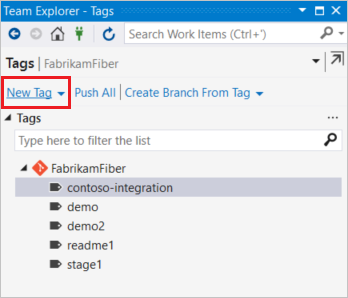 Team Explorer - Tags
Search Work Items (Ctrl+')
Tags | FabrikamFiber
New Tag | Push All | Create Branch From Tag
Tags
Type here to filter the list
FabrikamFiber
contoso-integration
demo
demo2
readme1
stage1